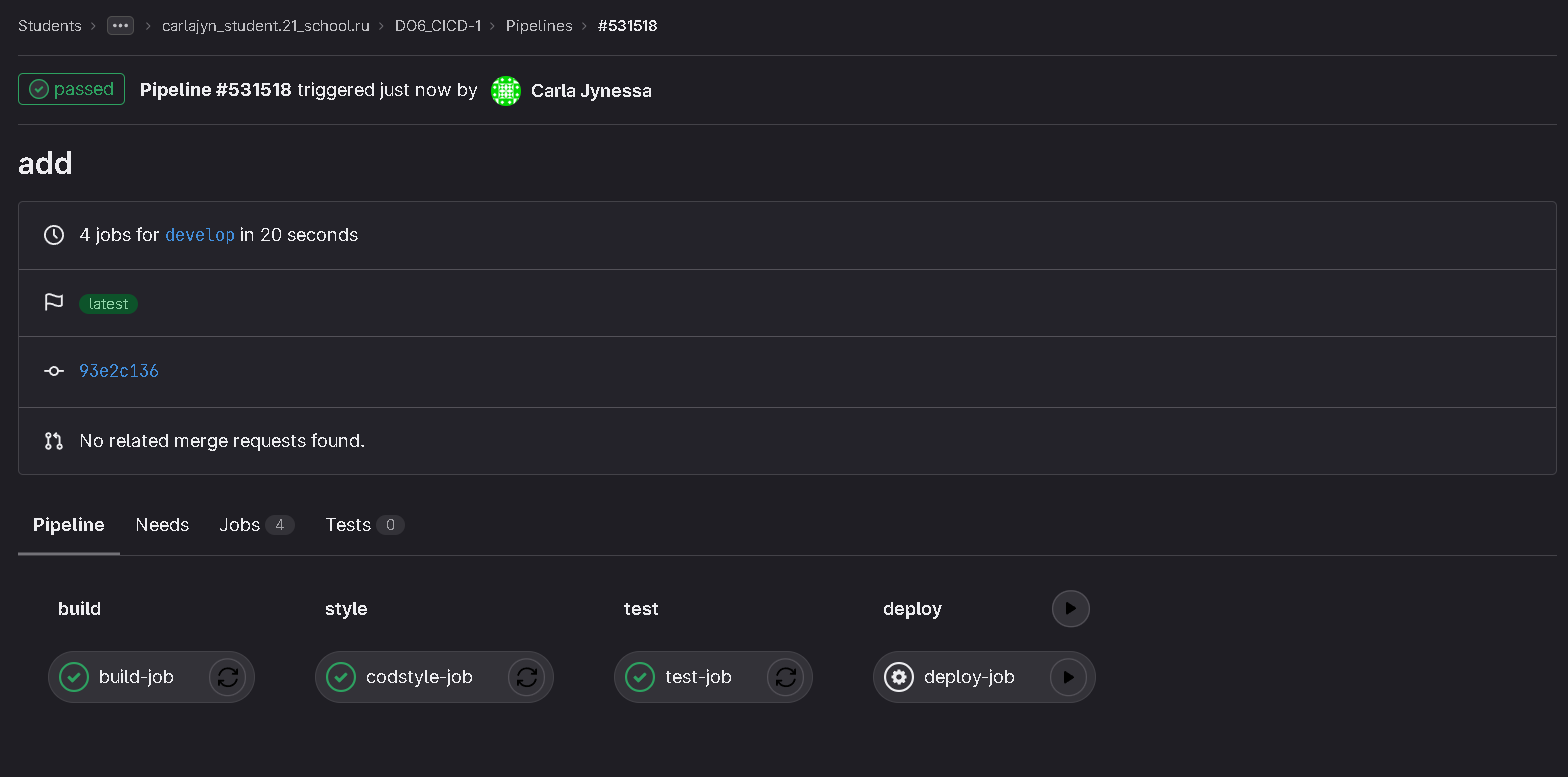 Students > ... > carlajyn_student.21_school.ru > DO6_CICD-1 > Pipelines > #531518
passed Pipeline #531518 triggered just now by Carla Jynessa
add
4 jobs for develop in 20 seconds
latest
93e2c136
No related merge requests found.
Pipeline Needs Jobs 4 Tests 0
build style test deploy
build-job codstyle-job test-job deploy-job